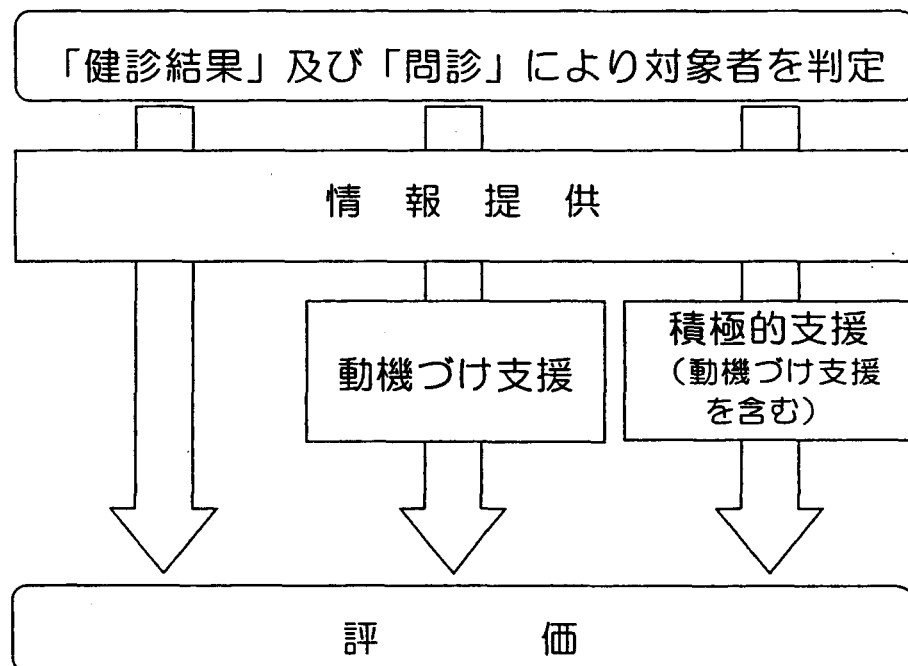 「健診結果」及び「問診」により対象者を判定
情報提供
動機づけ支援
積極的支援
（動機づけ支援
を含む）
評価